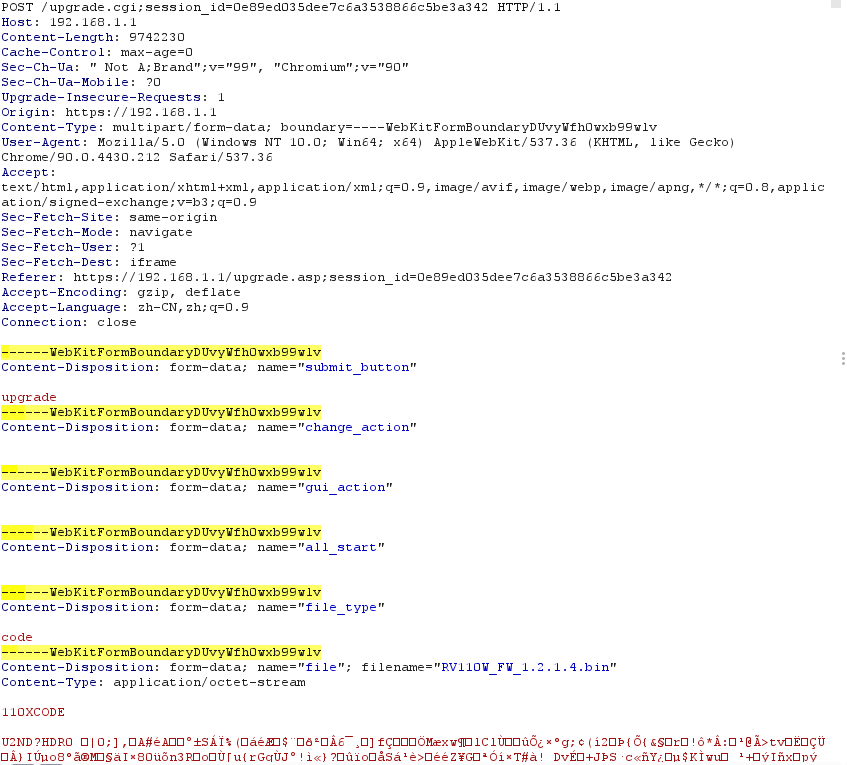 POST /upgrade.cgi;session_id=0e89ed035dee7c6a3538866c5be3a342 HTTP/1.1
Host: 192.168.1.1
Content-Length: 9742230
Cache-Control: max-age=0
Sec-Ch-Ua: " Not A;Brand";v="99", "Chromium";v="90"
Sec-Ch-Ua-Mobile: ?0
Upgrade-Insecure-Requests: 1
Origin: https://192.168.1.1
Content-Type: multipart/form-data; boundary=----WebKitFormBoundaryDUvyWfhOwxb99wlv
User-Agent: Mozilla/5.0 (Windows NT 10.0; Win64; x64) AppleWebKit/537.36 (KHTML, like Gecko)
Chrome/90.0.4430.212 Safari/537.36
Accept:
text/html,application/xhtml+xml,application/xml;q=0.9,image/avif,image/webp,image/apng,*/*;q=0.8,applic
ation/signed-exchange;v=b3;q=0.9
Sec-Fetch-Site: same-origin
Sec-Fetch-Mode: navigate
Sec-Fetch-User: ?1
Sec-Fetch-Dest: iframe
Referer: https://192.168.1.1/upgrade.asp;session_id=0e89ed035dee7c6a3538866c5be3a342
Accept-Encoding: gzip, deflate
Accept-Language: zh-CN,zh;q=0.9
Connection: close
------WebKitFormBoundaryDUvyWfhOwxb99wlv
Content-Disposition: form-data; name="submit_button"
upgrade
------WebKitFormBoundaryDUvyWfhOwxb99wlv
Content-Disposition: form-data; name="change_action"
------WebKitFormBoundaryDUvyWfhOwxb99wlv
Content-Disposition: form-data; name="gui_action"
------WebKitFormBoundaryDUvyWfhOwxb99wlv
Content-Disposition: form-data; name="all_start"
------WebKitFormBoundaryDUvyWfhOwxb99wlv
Content-Disposition: form-data; name="file_type"
code
------WebKitFormBoundaryDUvyWfhOwxb99wlv
Content-Disposition: form-data; name="file"; filename="RV110W_FW_1.2.1.4.bin"
Content-Type: application/octet-stream
110XCODE
U2ND?HDR0